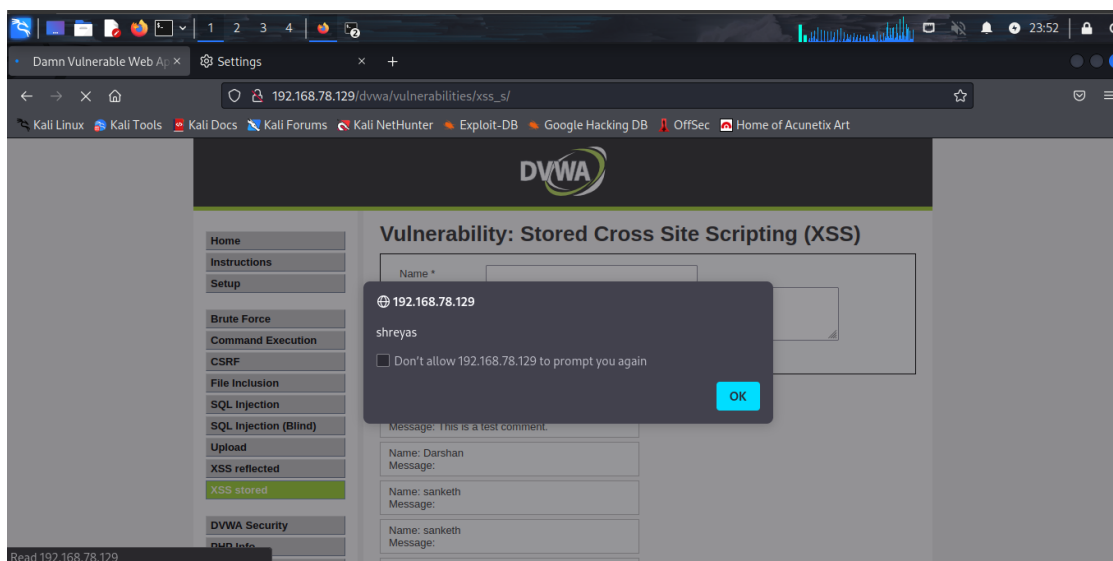 1 2 3 4
23:52
Damn Vulnerable Web Ap
Settings
192.168.78.129/dvwa/vulnerabilities/xss_s/
Kali Linux Kali Tools Kali Docs Kali Forums Kali NetHunter Exploit-DB Google Hacking DB OffSec Home of Acunetix Art
DVWA
Vulnerability: Stored Cross Site Scripting (XSS)
Home
Instructions
Setup
Brute Force
Command Execution
CSRF
File Inclusion
SQL Injection
SQL Injection (Blind)
Upload
XSS reflected
XSS stored
DVWA Security
PHP Info
Name *
192.168.78.129
shreyas
Don't allow 192.168.78.129 to prompt you again
OK
Message: This is a test comment.
Name: Darshan
Message:
Name: sanketh
Message:
Name: sanketh
Message:
Read 192.168.78.129